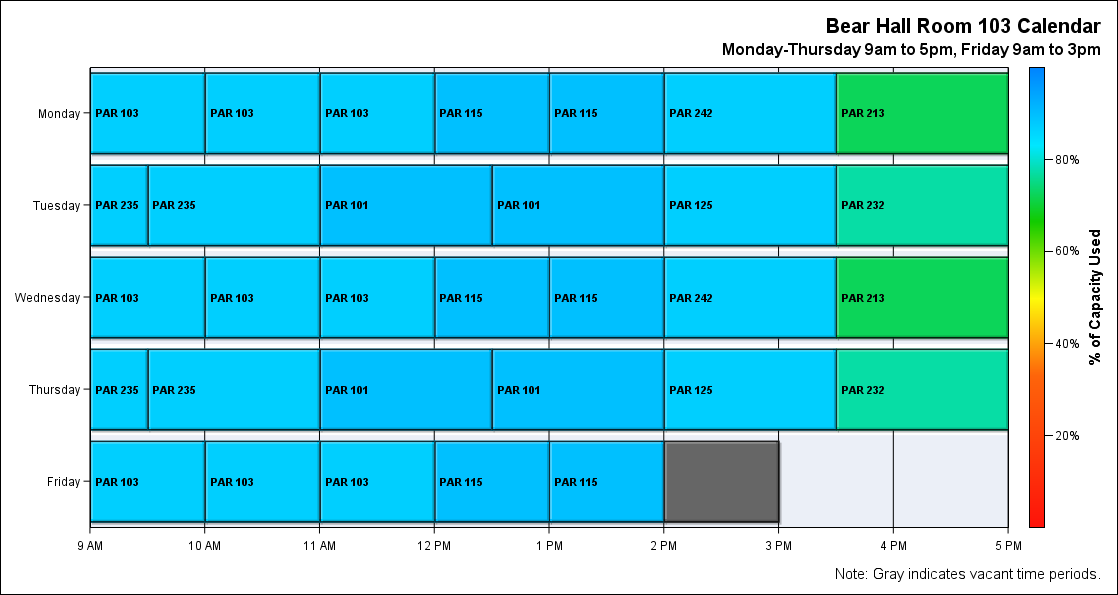 Bear Hall Room 103 Calendar
Monday-Thursday 9am to 5pm, Friday 9am to 3pm
Monday PAR 103 PAR 103 PAR 103 PAR 115 PAR 115 PAR 242 PAR 213
Tuesday PAR 235 PAR 235 PAR 101 PAR 101 PAR 125 PAR 232
Wednesday PAR 103 PAR 103 PAR 103 PAR 115 PAR 115 PAR 242 PAR 213
Thursday PAR 235 PAR 235 PAR 101 PAR 101 PAR 125 PAR 232
Friday PAR 103 PAR 103 PAR 103 PAR 115 PAR 115
9 AM 10 AM 11 AM 12 PM 1 PM 2 PM 3 PM 4 PM 5 PM
80%
60%
40%
20%
% of Capacity Used
Note: Gray indicates vacant time periods.